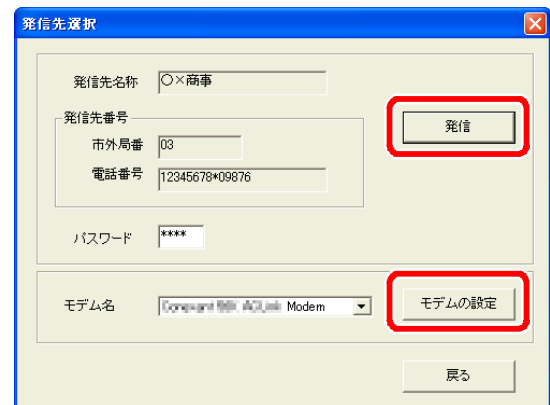 発信先選択
発信先名称 〇×商事
発信先番号
市外局番 03
発信
電話番号 12345678*09876
パスワード ****
モデム名 Modem モデムの設定
戻る